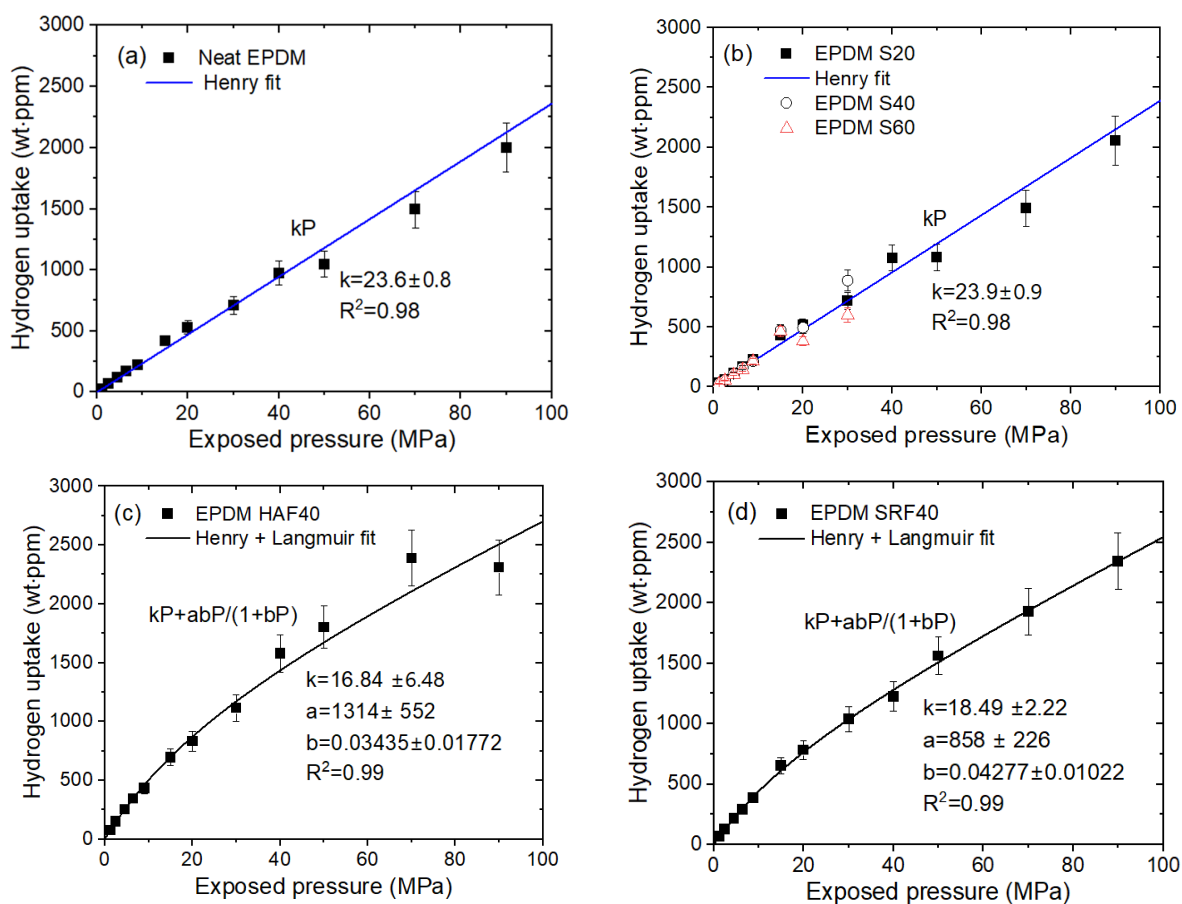 (a)
Neat EPDM
Henry fit
kP
k=23.6±0.8
R²=0.98
Hydrogen uptake (wt·ppm)
3000
2500
2000
1500
1000
500
0
0 20 40 60 80 100
Exposed pressure (MPa)
(b)
EPDM S20
Henry fit
EPDM S40
EPDM S60
kP
k=23.9±0.9
R²=0.98
Hydrogen uptake (wt·ppm)
3000
2500
2000
1500
1000
500
0
0 20 40 60 80 100
Exposed pressure (MPa)
(c)
EPDM HAF40
Henry + Langmuir fit
kP+abP/(1+bP)
k=16.84 ±6.48
a=1314± 552
b=0.03435±0.01772
R²=0.99
Hydrogen uptake (wt·ppm)
3000
2500
2000
1500
1000
500
0
0 20 40 60 80 100
Exposed pressure (MPa)
(d)
EPDM SRF40
Henry + Langmuir fit
kP+abP/(1+bP)
k=18.49 ±2.22
a=858 ± 226
b=0.04277±0.01022
R²=0.99
Hydrogen uptake (wt·ppm)
3000
2500
2000
1500
1000
500
0
0 20 40 60 80 100
Exposed pressure (MPa)